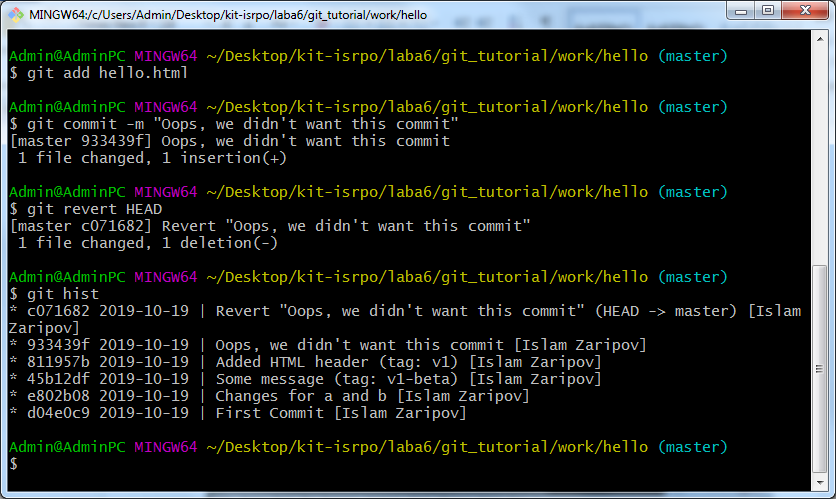 MINGW64:/c/Users/Admin/Desktop/kit-isrpo/laba6/git_tutorial/work/hello
Admin@AdminPC MINGW64 ~/Desktop/kit-isrpo/laba6/git_tutorial/work/hello (master)
$ git add hello.html
Admin@AdminPC MINGW64 ~/Desktop/kit-isrpo/laba6/git_tutorial/work/hello (master)
$ git commit -m "Oops, we didn't want this commit"
[master 933439f] Oops, we didn't want this commit
 1 file changed, 1 insertion(+)
Admin@AdminPC MINGW64 ~/Desktop/kit-isrpo/laba6/git_tutorial/work/hello (master)
$ git revert HEAD
[master c071682] Revert "Oops, we didn't want this commit"
 1 file changed, 1 deletion(-)
Admin@AdminPC MINGW64 ~/Desktop/kit-isrpo/laba6/git_tutorial/work/hello (master)
$ git hist
* c071682 2019-10-19 | Revert "Oops, we didn't want this commit" (HEAD -> master) [Islam
Zaripov]
* 933439f 2019-10-19 | Oops, we didn't want this commit [Islam Zaripov]
* 811957b 2019-10-19 | Added HTML header (tag: v1) [Islam Zaripov]
* 45b12df 2019-10-19 | Some message (tag: v1-beta) [Islam Zaripov]
* e802b08 2019-10-19 | Changes for a and b [Islam Zaripov]
* d04e0c9 2019-10-19 | First Commit [Islam Zaripov]
Admin@AdminPC MINGW64 ~/Desktop/kit-isrpo/laba6/git_tutorial/work/hello (master)
$